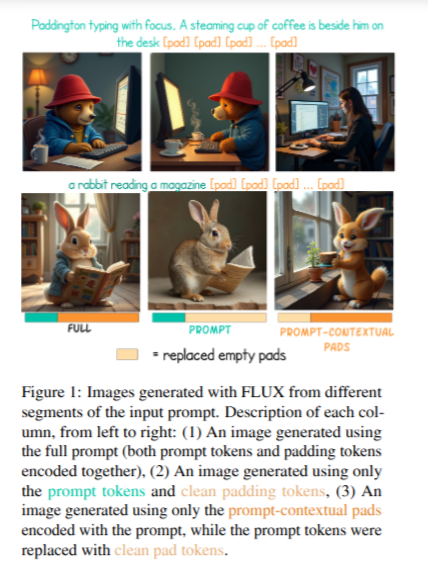 Paddington typing with focus. A steaming cup of coffee is beside him on
the desk [pad] [pad] [pad] ... [pad]
a rabbit reading a magazine [pad] [pad] [pad] ... [pad]
FULL
PROMPT
PROMPT-CONTEXTUAL
PADS
= replaced empty pads
Figure 1: Images generated with FLUX from different
segments of the input prompt. Description of each col-
umn, from left to right: (1) An image generated using
the full prompt (both prompt tokens and padding tokens
encoded together), (2) An image generated using only
the prompt tokens and clean padding tokens, (3) An
image generated using only the prompt-contextual pads
encoded with the prompt, while the prompt tokens were
replaced with clean pad tokens.